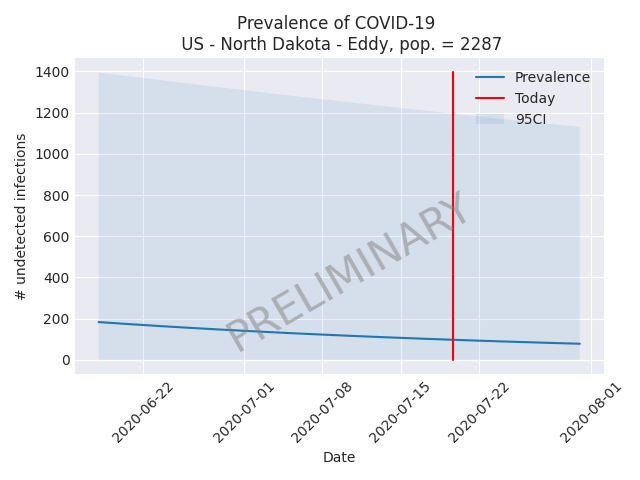 Prevalence of COVID-19
US - North Dakota - Eddy, pop. = 2287
Prevalence
Today
95CI
# undetected infections
1400
1200
1000
800
600
400
200
0
PRELIMINARY
2020-06-22
2020-07-01
2020-07-08
2020-07-15
2020-07-22
2020-08-01
Date